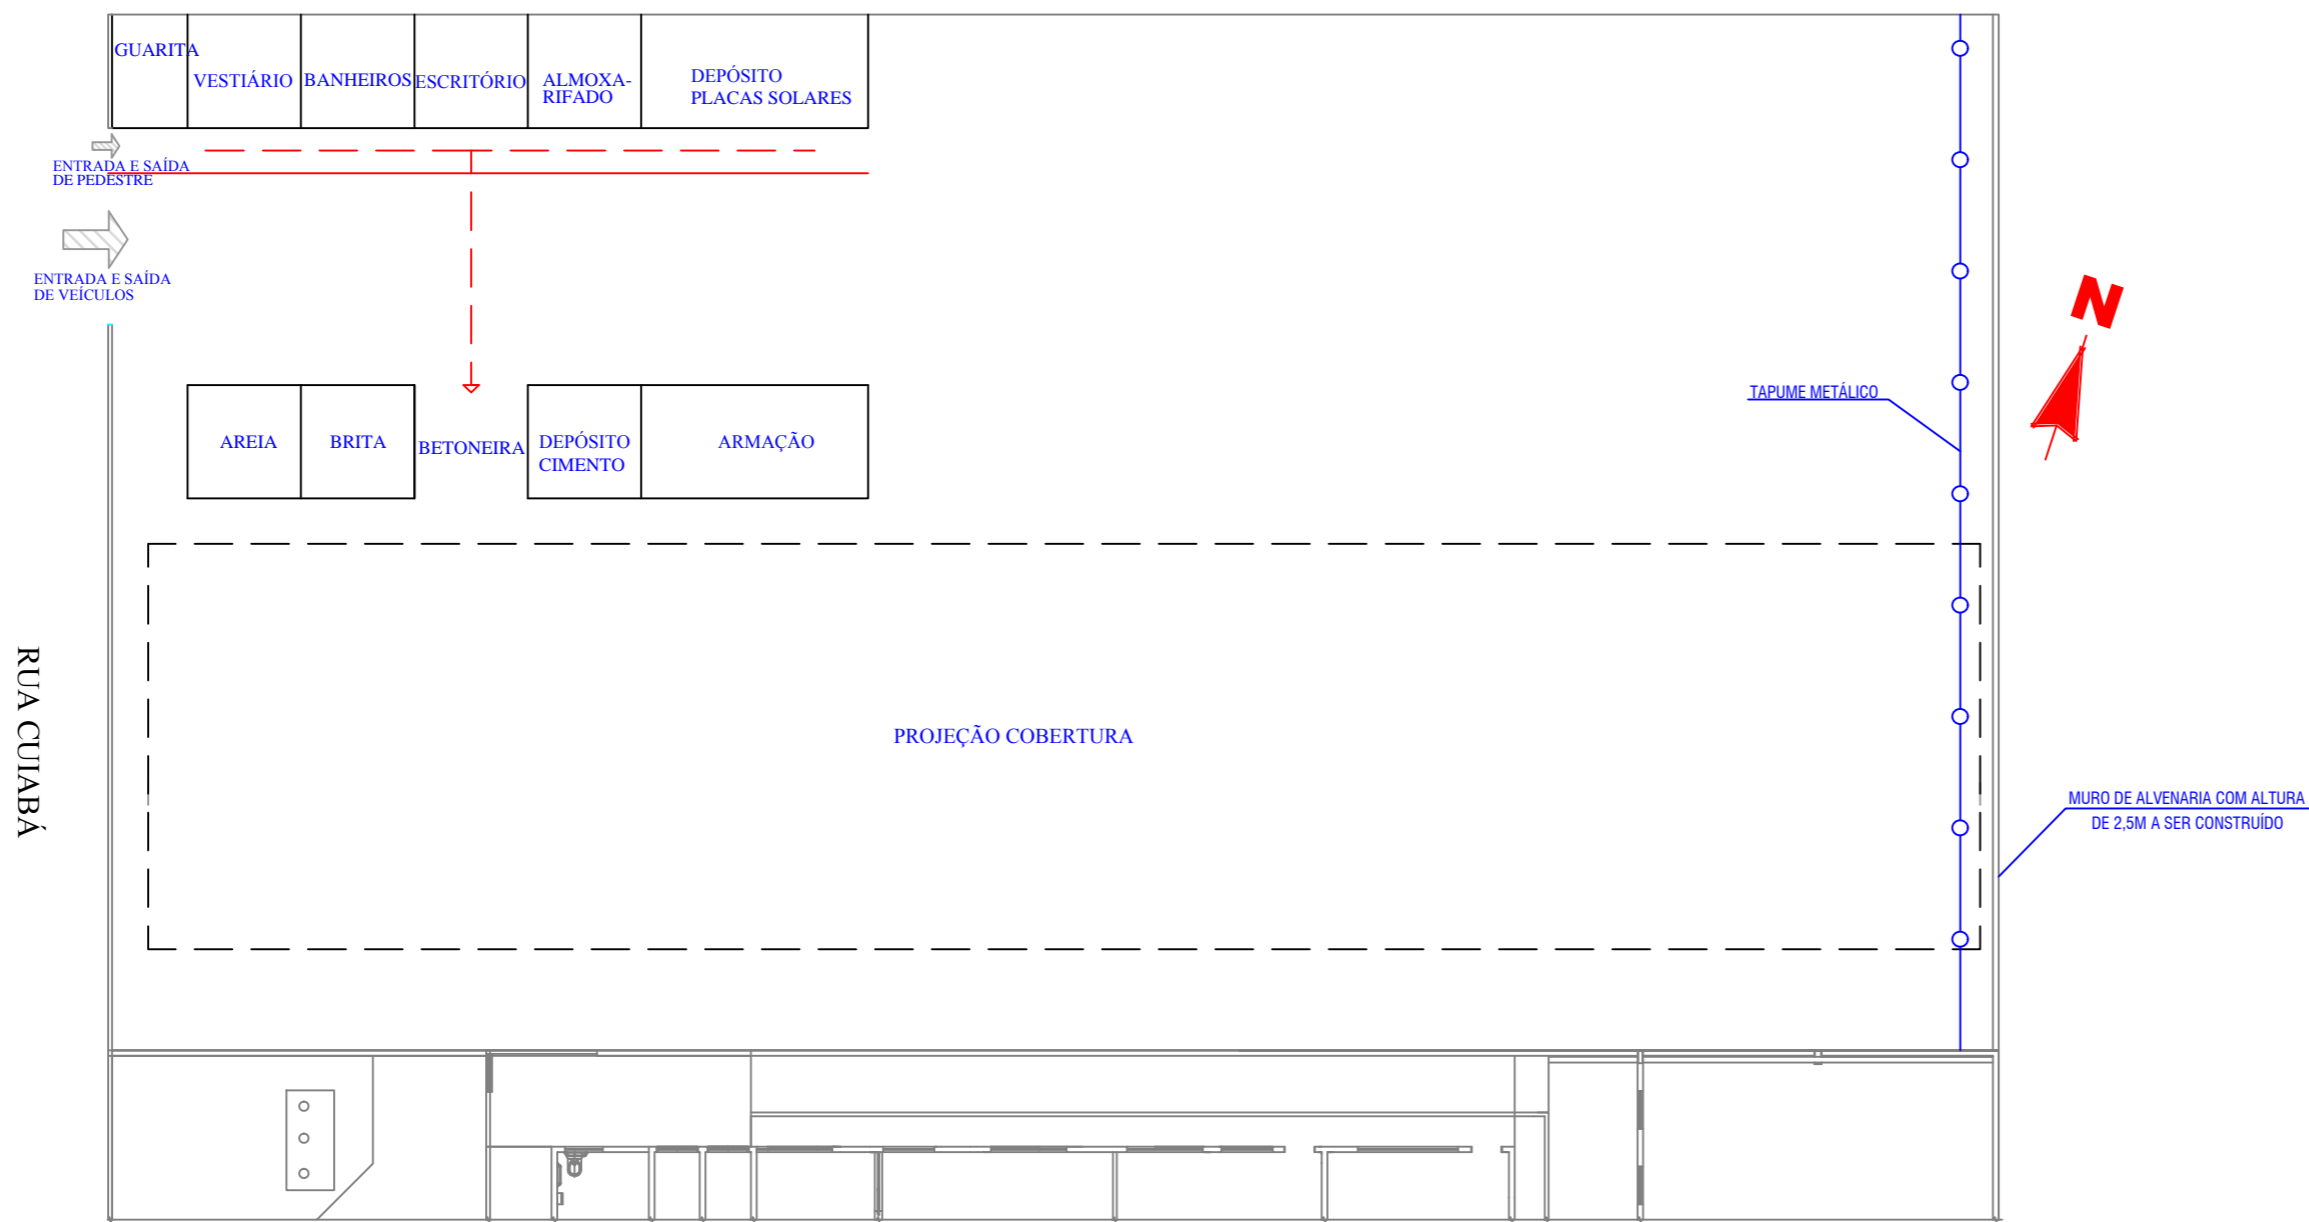 GUARITA
VESTIÁRIO
BANHEIROS
ESCRITÓRIO
ALMOXA-
RIFADO
DEPÓSITO
PLACAS SOLARES
ENTRADA E SAÍDA
DE PEDESTRE
ENTRADA E SAÍDA
DE VEÍCULOS
N
TAPUME METÁLICO
AREIA
BRITA
BETONEIRA
DEPÓSITO
CIMENTO
ARMAÇÃO
RUA CUIABÁ
PROJEÇÃO COBERTURA
MURO DE ALVENARIA COM ALTURA
DE 2,5M A SER CONSTRUÍDO